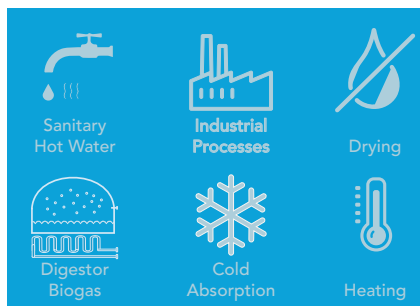 Sanitary
Hot Water
Industrial
Processes
Drying
Digestor
Biogas
Cold
Absorption
Heating